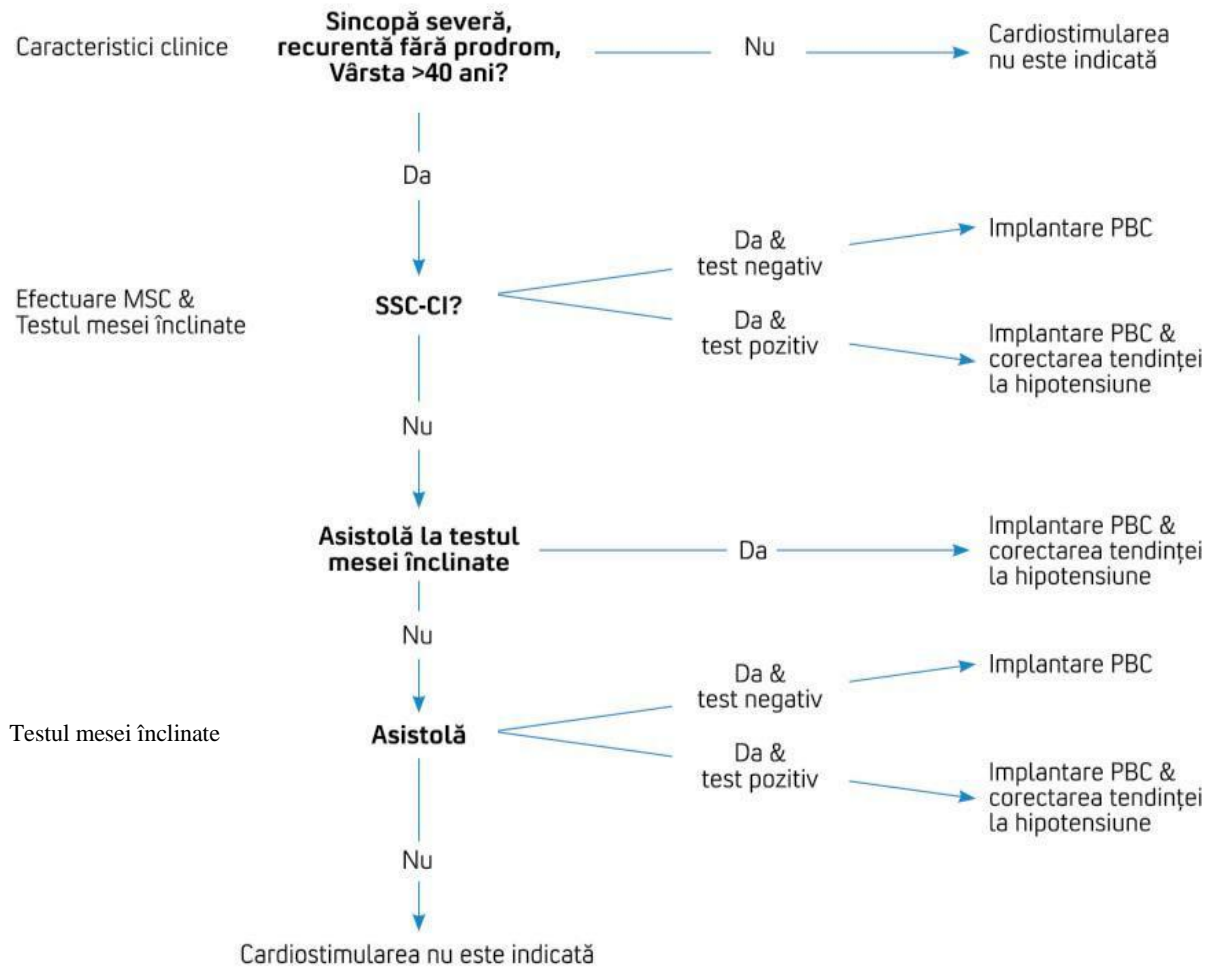 Caracteristici clinice
Sincopă severă,
recurentă fără prodrom,
Vârsta >40 ani?
Nu
Cardiostimularea
nu este indicată
Da
Efectuare MSC &
Testul mesei înclinate
SSC-CI?
Da &
test negativ
Implantare PBC
Da &
test pozitiv
Implantare PBC &
corectarea tendinței
la hipotensiune
Nu
Asistolă la testul
mesei înclinate
Da
Implantare PBC &
corectarea tendinței
la hipotensiune
Nu
Testul mesei înclinate
Asistolă
Da &
test negativ
Implantare PBC
Da &
test pozitiv
Implantare PBC &
corectarea tendinței
la hipotensiune
Nu
Cardiostimularea nu este indicată